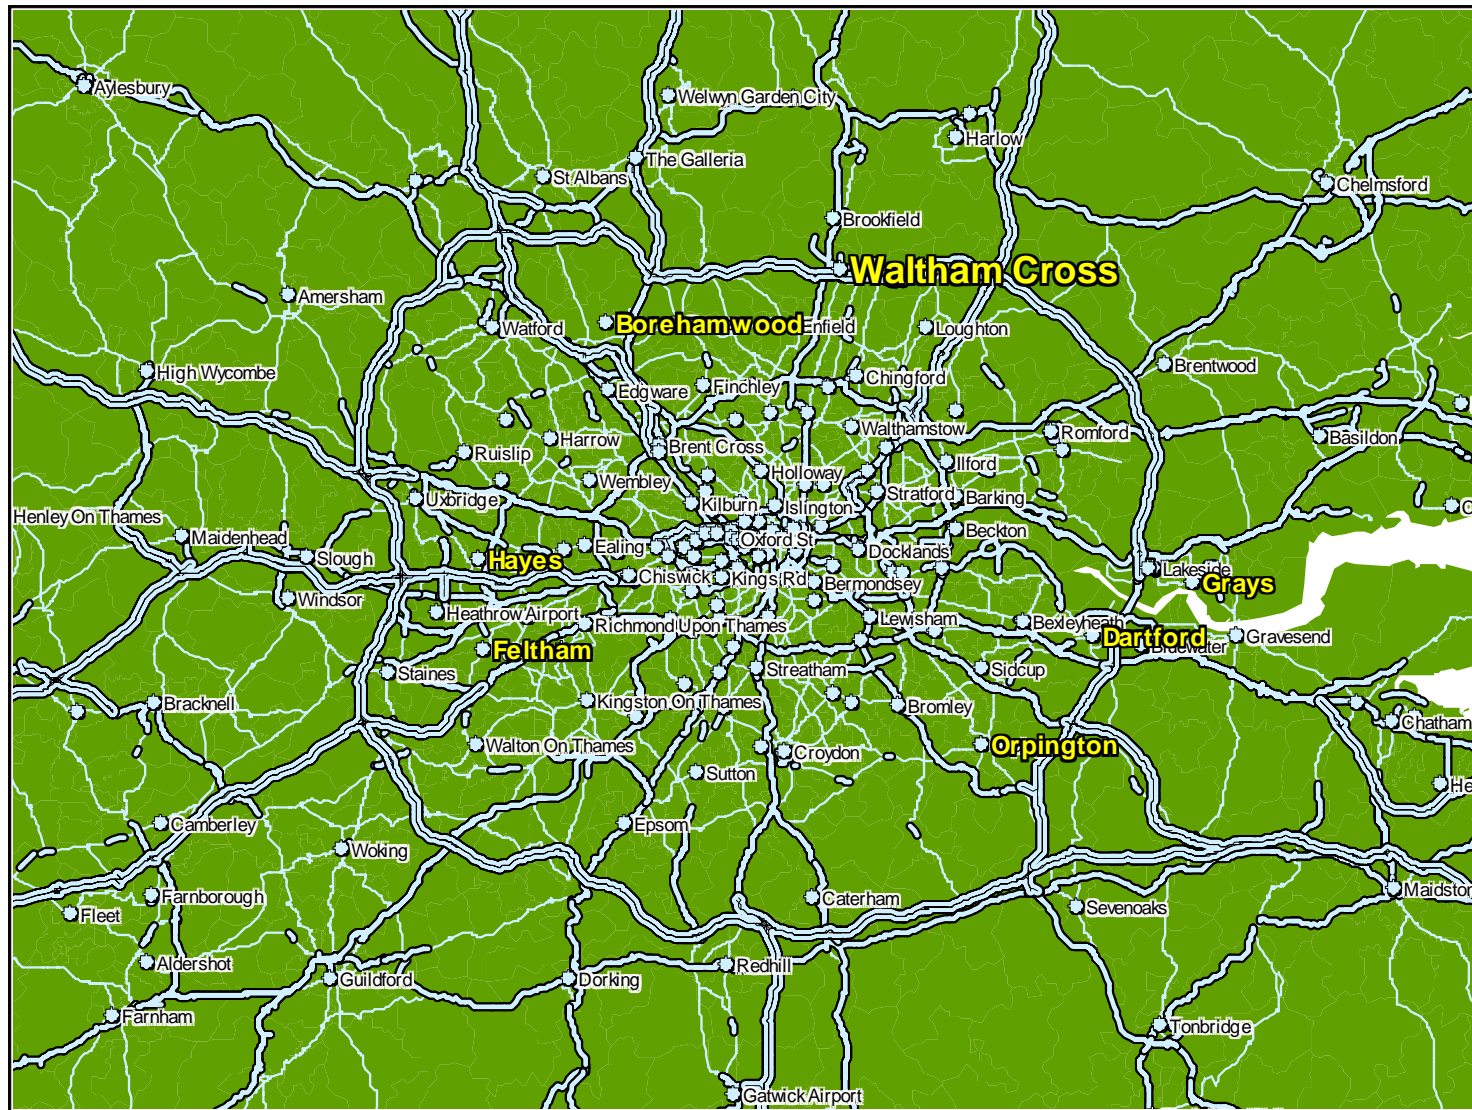 Aylesbury
Welwyn Garden City
Harlow
The Galleria
St Albans
Chelmsford
Brookfield
Waltham Cross
Amersham
Watford
Borehamwood
Enfield
Loughton
High Wycombe
Brentwood
Edgware
Finchley
Chingford
Harrow
Brent Cross
Walthamstow
Romford
Basildon
Ruislip
Wembley
Holloway
Ilford
Uxbridge
Kilburn
Islington
Stratford
Barking
Henley On Thames
Maidenhead
Slough
Hayes
Ealing
Oxford St
Docklands
Beckton
Windsor
Heathrow Airport
Chiswick
Kings Rd
Bermondsey
Lakeside
Grays
Richmond Upon Thames
Lewisham
Bexleyheath
Dartford
Bluewater
Gravesend
Feltham
Staines
Streatham
Sidcup
Bracknell
Kingston On Thames
Bromley
Chatham
Walton On Thames
Croydon
Orpington
Sutton
He
Camberley
Epsom
Woking
Farnborough
Fleet
Caterham
Sevenoaks
Maidston
Aldershot
Guildford
Dorking
Redhill
Farnham
Tonbridge
Gatwick Airport